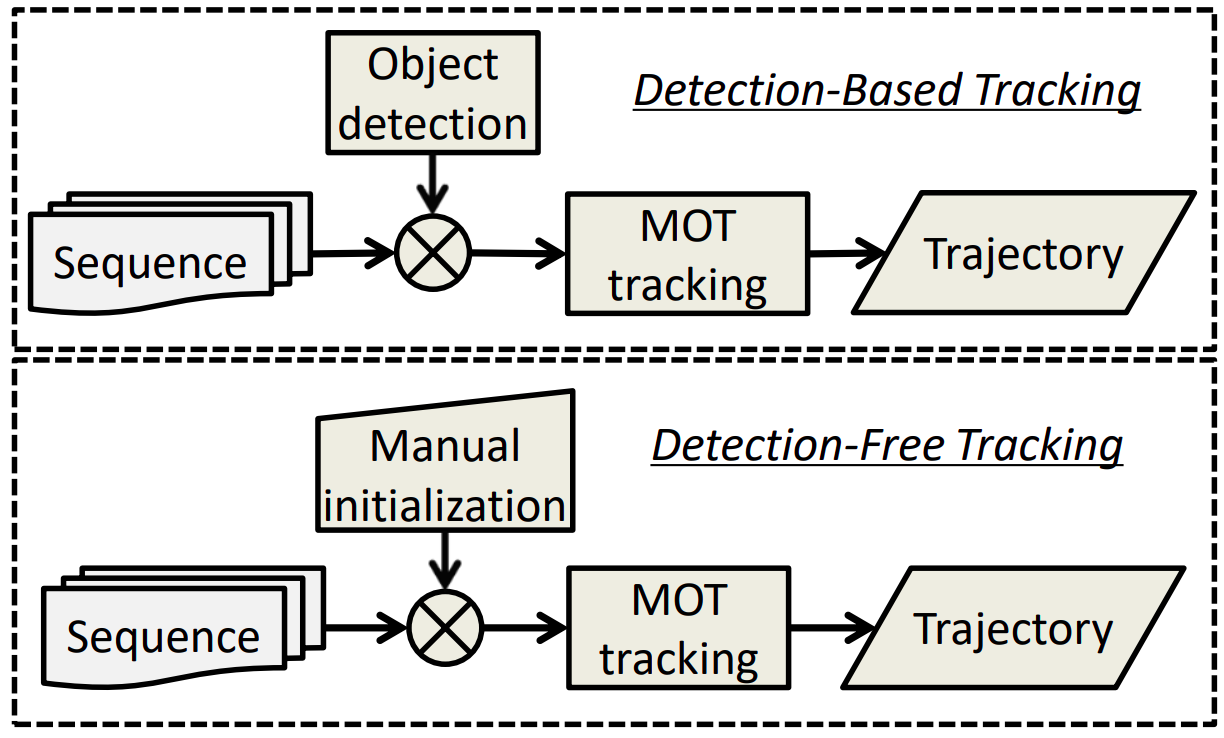 Object
detection
Detection-Based Tracking
Sequence
MOT
tracking
Trajectory
Manual
initialization
Detection-Free Tracking
Sequence
MOT
tracking
Trajectory